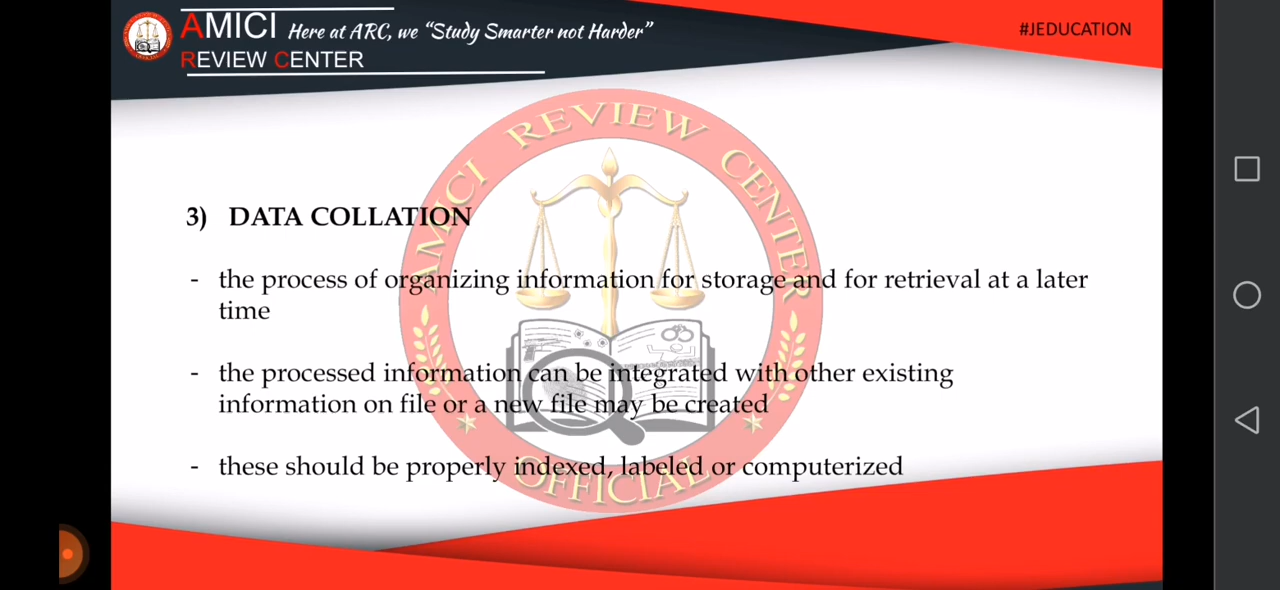 AMICI Here at ARC, we "Study Smarter not Harder"
REVIEW CENTER
#JEDUCATION
AMICI REVIEW CENTER
OFFICIAL
3) DATA COLLATION
- the process of organizing information for storage and for retrieval at a later
time
- the processed information can be integrated with other existing
information on file or a new file may be created
- these should be properly indexed, labeled or computerized